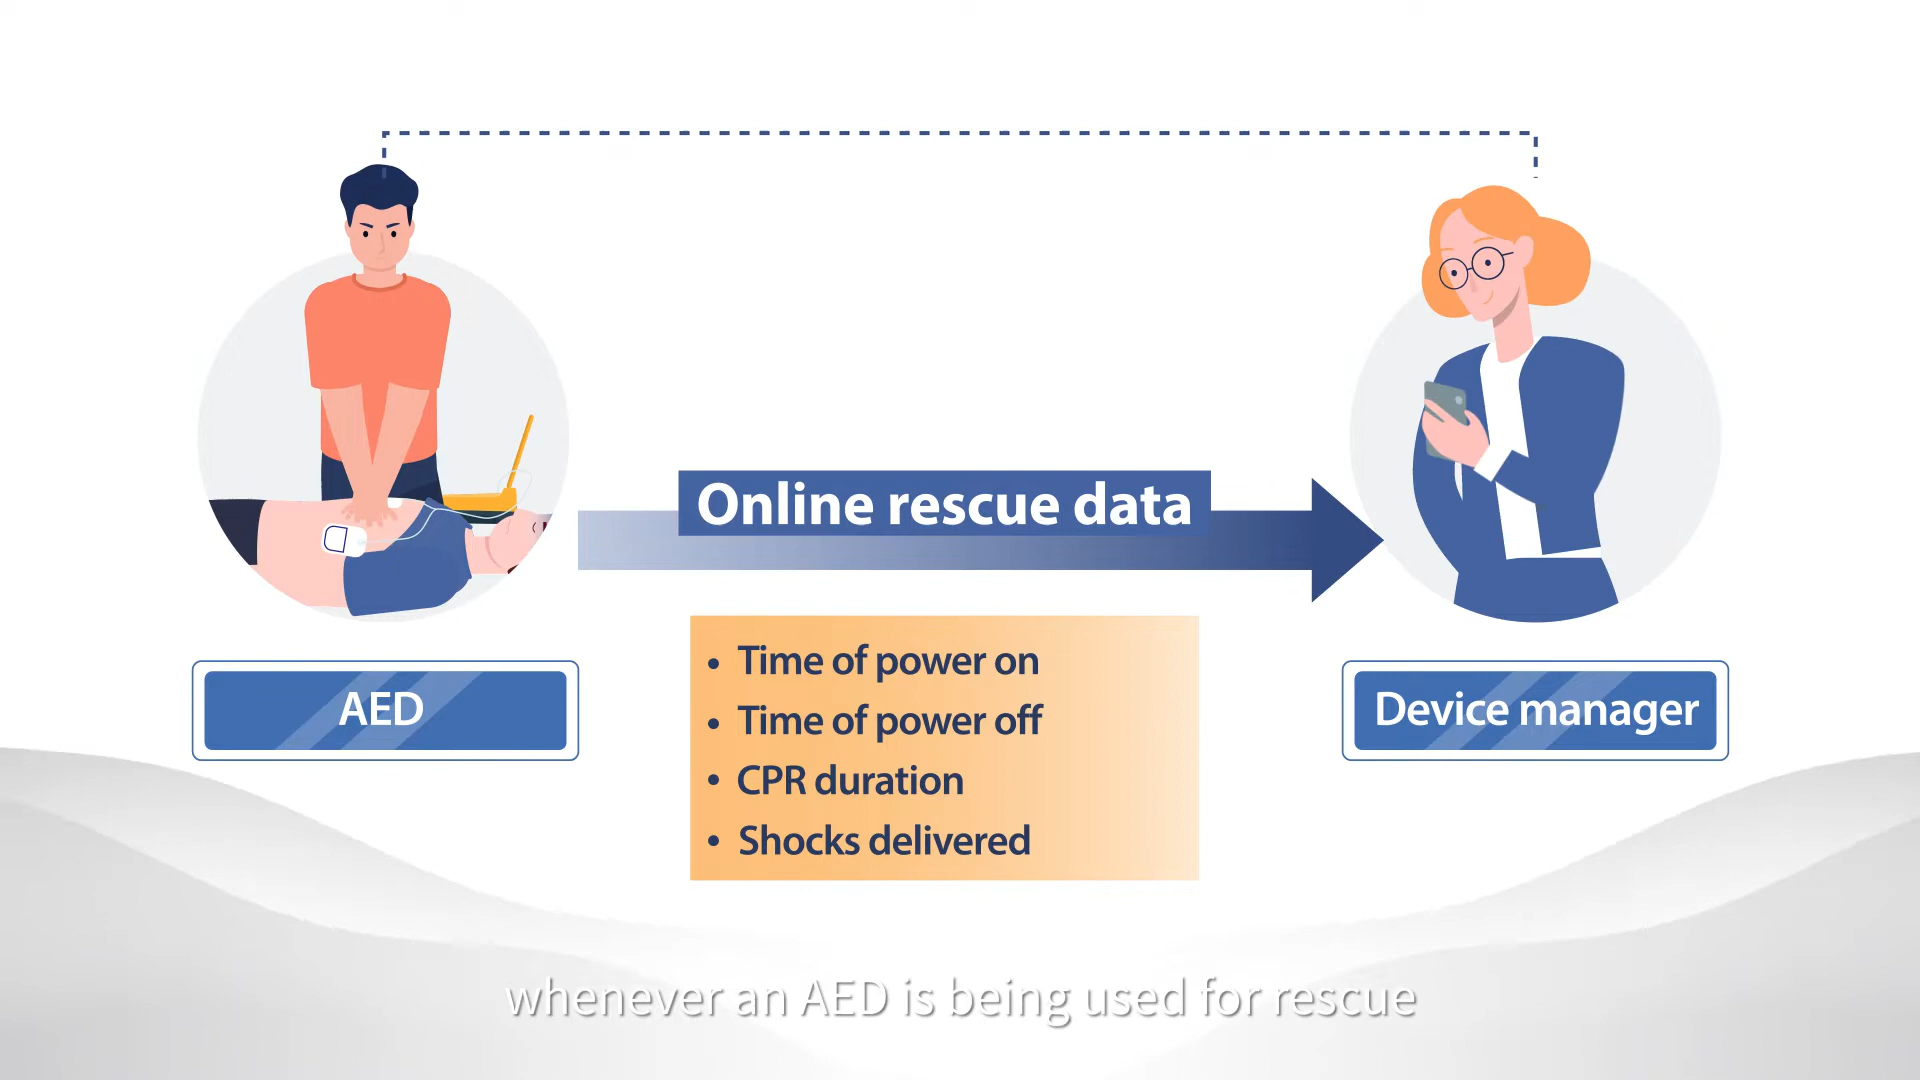 Online rescue data
• Time of power on
• Time of power off
• CPR duration
• Shocks delivered
AED
Device manager
whenever an AED is being used for rescue